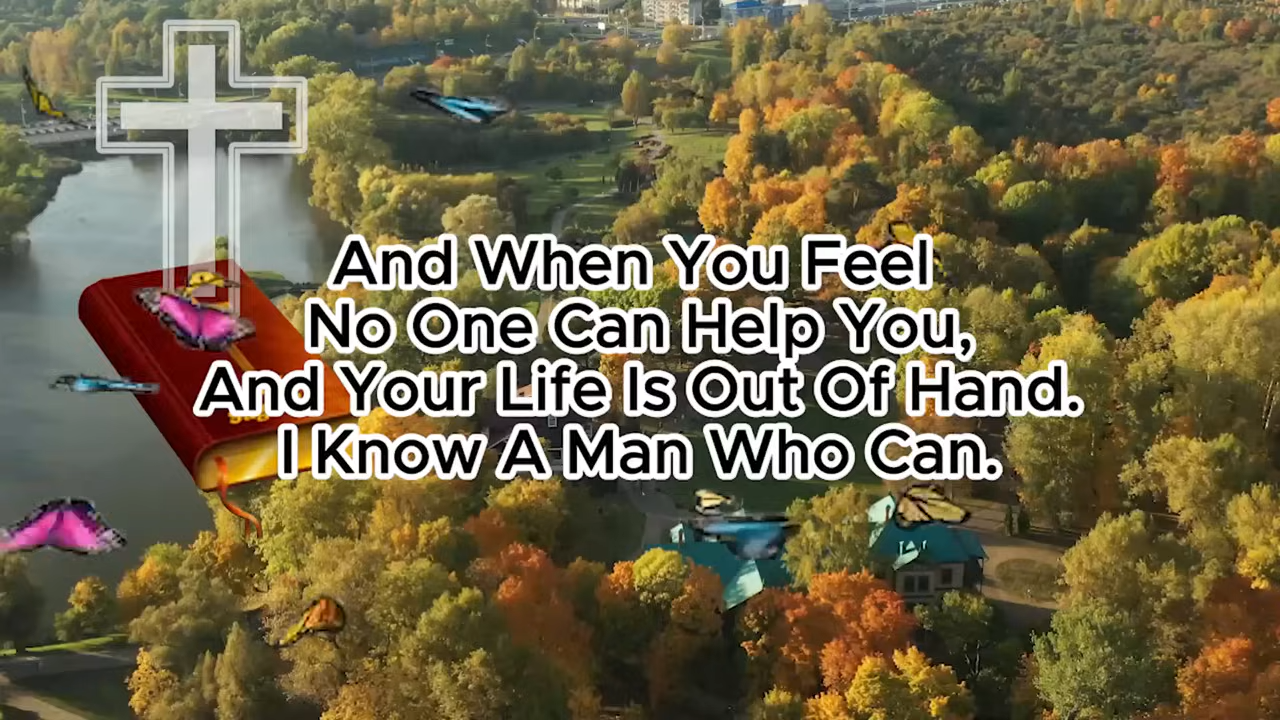 And When You Feel
No One Can Help You,
And Your Life Is Out Of Hand.
I Know A Man Who Can.